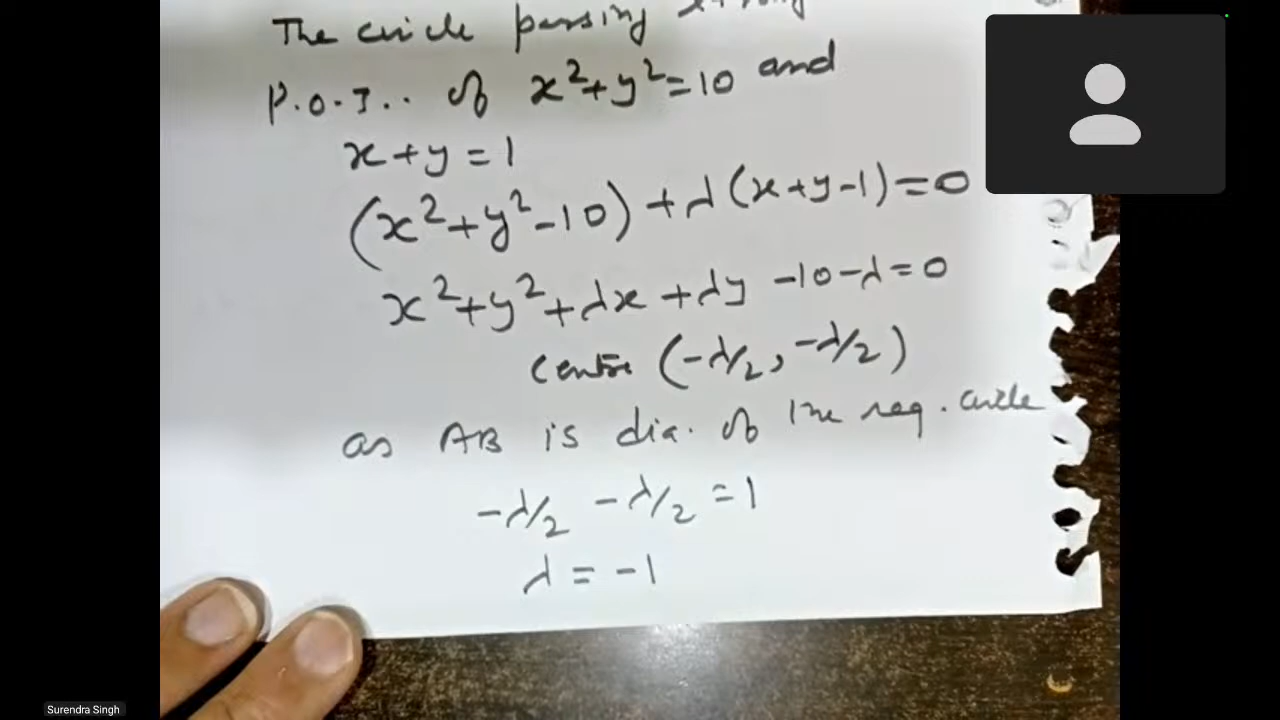 The circle passing
P.O.I.. of x²+y²=10 and
x+y=1
(x²+y²-10)+λ(x+y-1)=0
x²+y²+λx+λy-10-λ=0
centre (-λ/2, -λ/2)
as AB is dia. of the req. circle
-λ/2 -λ/2 =1
λ = -1
Surendra Singh